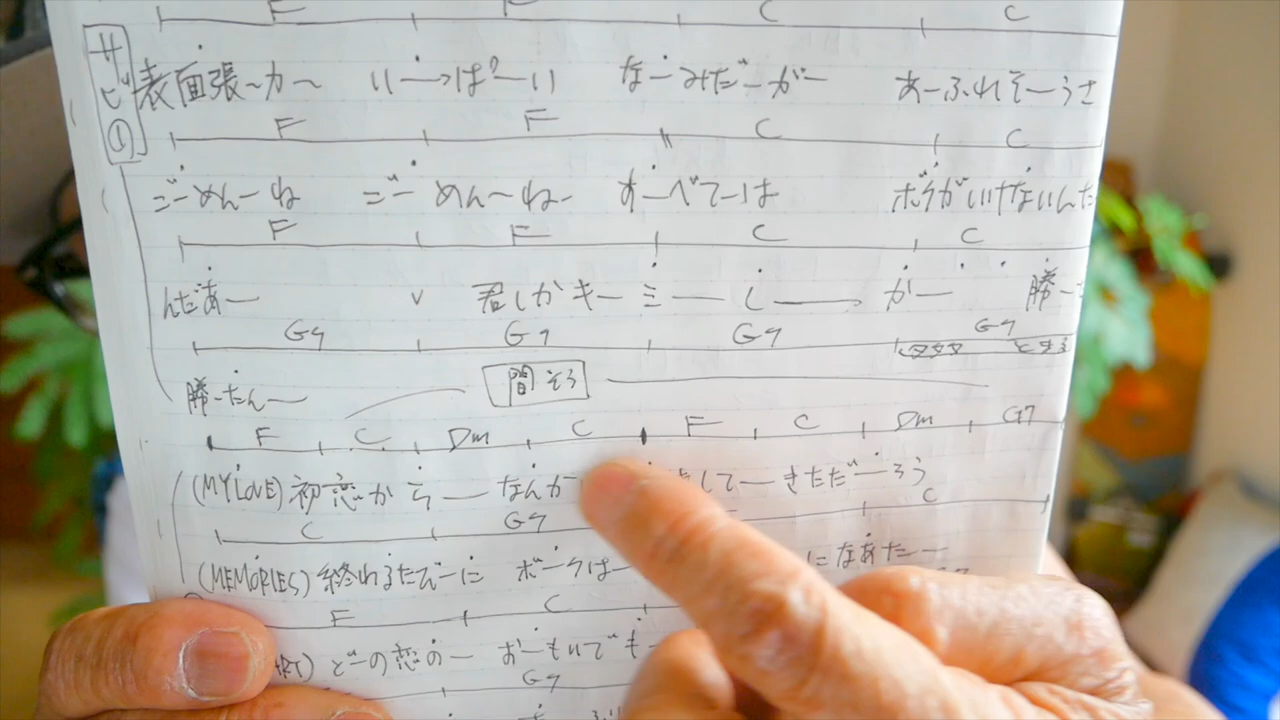 F F C C
サビ①
表面張〜力〜 い―っぱ―い な―みだ―が― あ―ふれそ―うさ
F F C C
ご―めん―ね ご―めん〜ね― す―べて―は ボクがいけないんだ
F F C C
んだあ― v 君しかキ―ミ――し――→ が― 勝―
G7 G7 G7 G7
勝―たん― 間そう
F C Dm C F C Dm G7
(MY LOVE) 初恋から―― なんか して―きただ―ろう
C G7 C
(MEMORIES) 終わるたび―に ボ―クは― になあた―
F C
ど―の恋の― お―もいでも―
G7